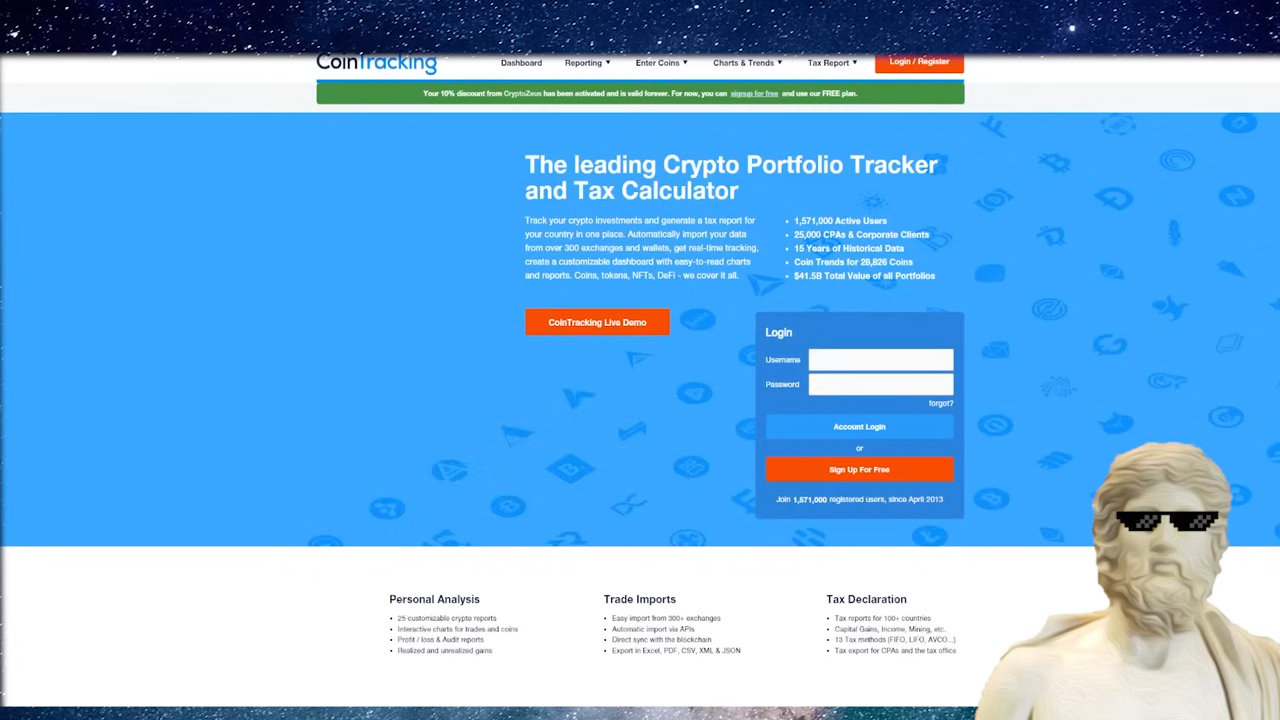 CoinTracking
Dashboard
Reporting ▼
Enter Coins ▼
Charts & Trends ▼
Tax Report ▼
Login / Register
Your 10% discount from CryptoZeus has been activated and is valid forever. For now, you can signup for free and use our FREE plan.
The leading Crypto Portfolio Tracker
and Tax Calculator
Track your crypto investments and generate a tax report for
your country in one place. Automatically import your data
from over 300 exchanges and wallets, get real-time tracking,
create a customizable dashboard with easy-to-read charts
and reports. Coins, tokens, NFTs, DeFi - we cover it all.
• 1,571,000 Active Users
• 25,000 CPAs & Corporate Clients
• 15 Years of Historical Data
• Coin Trends for 28,826 Coins
• $41.5B Total Value of all Portfolios
CoinTracking Live Demo
Login
Username
Password
forgot?
Account Login
or
Sign Up For Free
Join 1,571,000 registered users, since April 2013
Personal Analysis
• 25 customizable crypto reports
• Interactive charts for trades and coins
• Profit / loss & Audit reports
• Realized and unrealized gains
Trade Imports
• Easy import from 300+ exchanges
• Automatic import via APIs
• Direct sync with the blockchain
• Export in Excel, PDF, CSV, XML & JSON
Tax Declaration
• Tax reports for 100+ countries
• Capital Gains, Income, Mining, etc.
• 13 Tax methods (FIFO, LIFO, AVCO...)
• Tax export for CPAs and the tax office